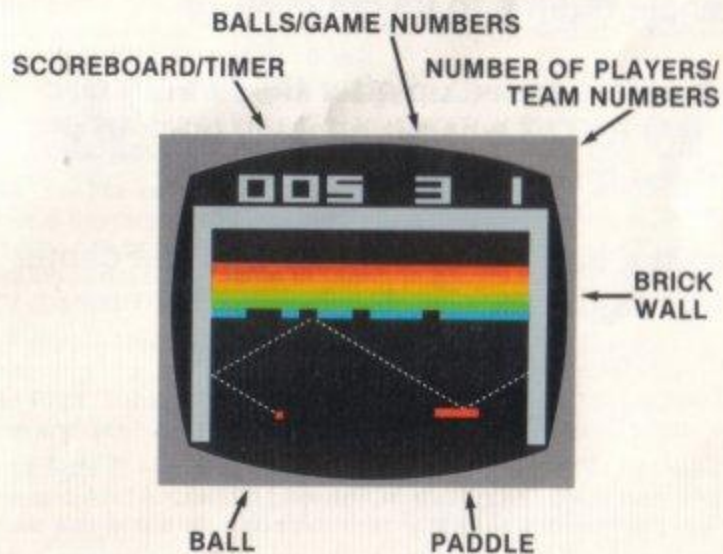 BALLS/GAME NUMBERS
SCOREBOARD/TIMER
NUMBER OF PLAYERS/
TEAM NUMBERS
005 3 1
BRICK
WALL
BALL
PADDLE